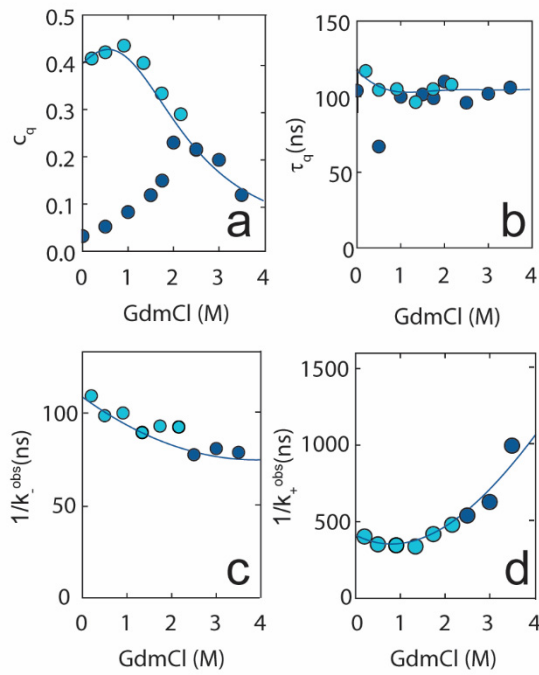 0.5
0.4
0.3
0.2
0.1
0.0
c_q
a
0 1 2 3 4
GdmCl (M)
150
100
50
0
τ_q(ns)
b
0 1 2 3 4
GdmCl (M)
100
50
0
1/k_-^obs(ns)
c
0 1 2 3 4
GdmCl (M)
1500
1000
500
0
1/k_+^obs(ns)
d
0 1 2 3 4
GdmCl (M)